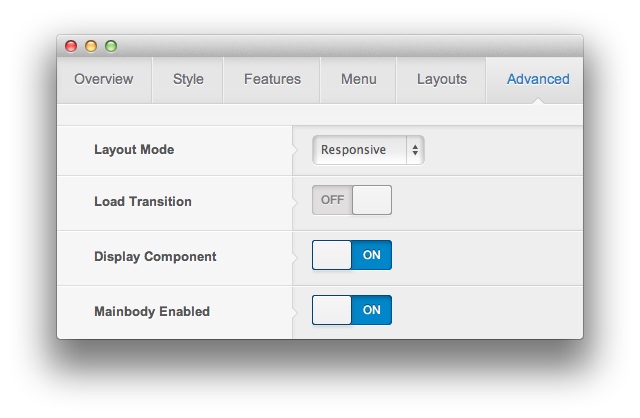 Overview Style Features Menu Layouts Advanced
Layout Mode Responsive
Load Transition OFF
Display Component ON
Mainbody Enabled ON